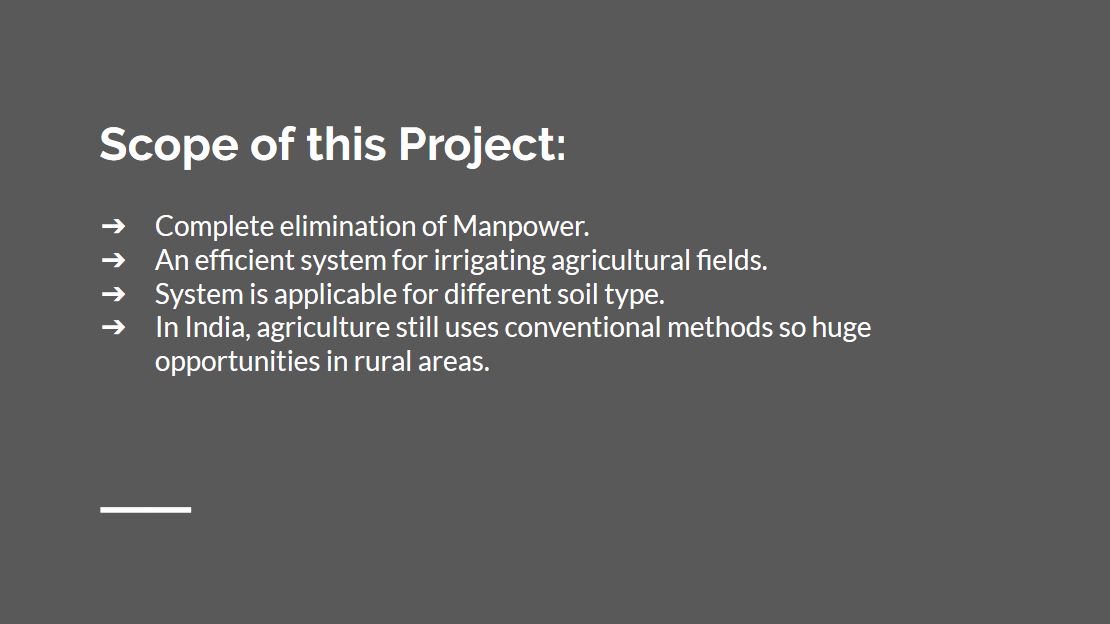 Scope of this Project:
➔ Complete elimination of Manpower.
➔ An efficient system for irrigating agricultural fields.
➔ System is applicable for different soil type.
➔ In India, agriculture still uses conventional methods so huge
opportunities in rural areas.